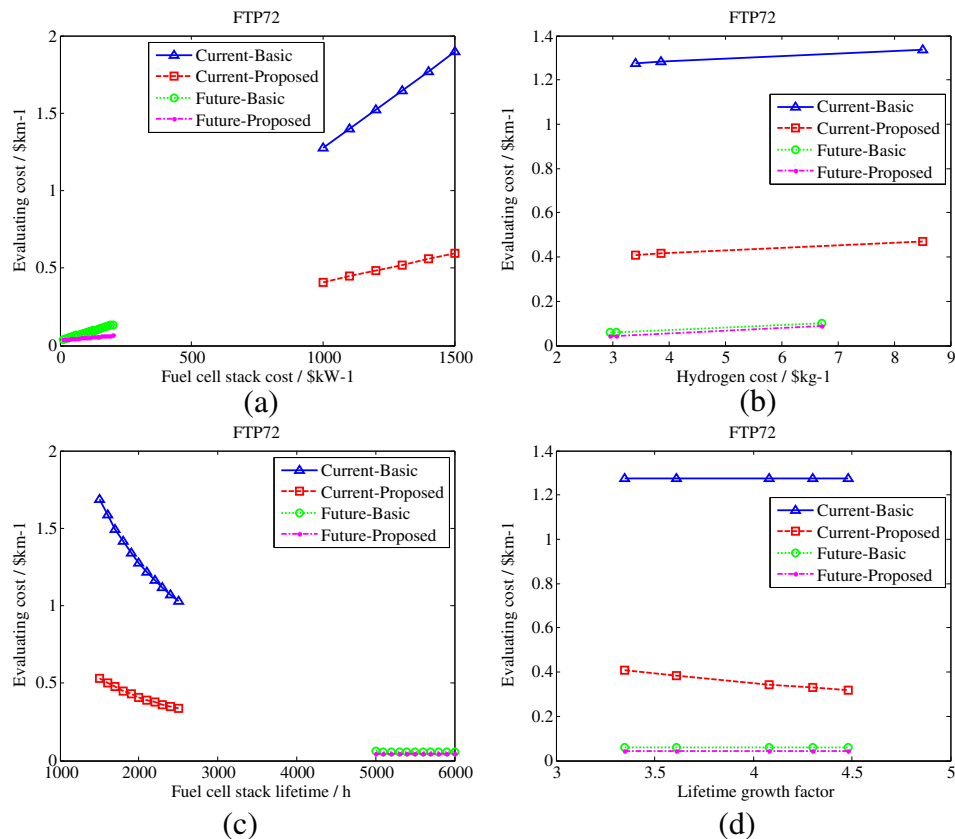 FTP72
2
1.5
1
0.5
0
0
1000
1500
Evaluating cost / $km-1
Fuel cell stack cost / $kW-1
Current-Basic
Current-Proposed
Future-Basic
Future-Proposed
(a)
FTP72
1.4
1.2
1
0.8
0.6
0.4
0.2
0
2
3
4
5
6
7
8
9
Evaluating cost / $km-1
Hydrogen cost / $kg-1
Current-Basic
Current-Proposed
Future-Basic
Future-Proposed
(b)
FTP72
2
1.5
1
0.5
0
1000
2000
3000
4000
5000
6000
Evaluating cost / $km-1
Fuel cell stack lifetime / h
Current-Basic
Current-Proposed
Future-Basic
Future-Proposed
(c)
FTP72
1.4
1.2
1
0.8
0.6
0.4
0.2
0
3
3.5
4
4.5
5
Evaluating cost / $km-1
Lifetime growth factor
Current-Basic
Current-Proposed
Future-Basic
Future-Proposed
(d)